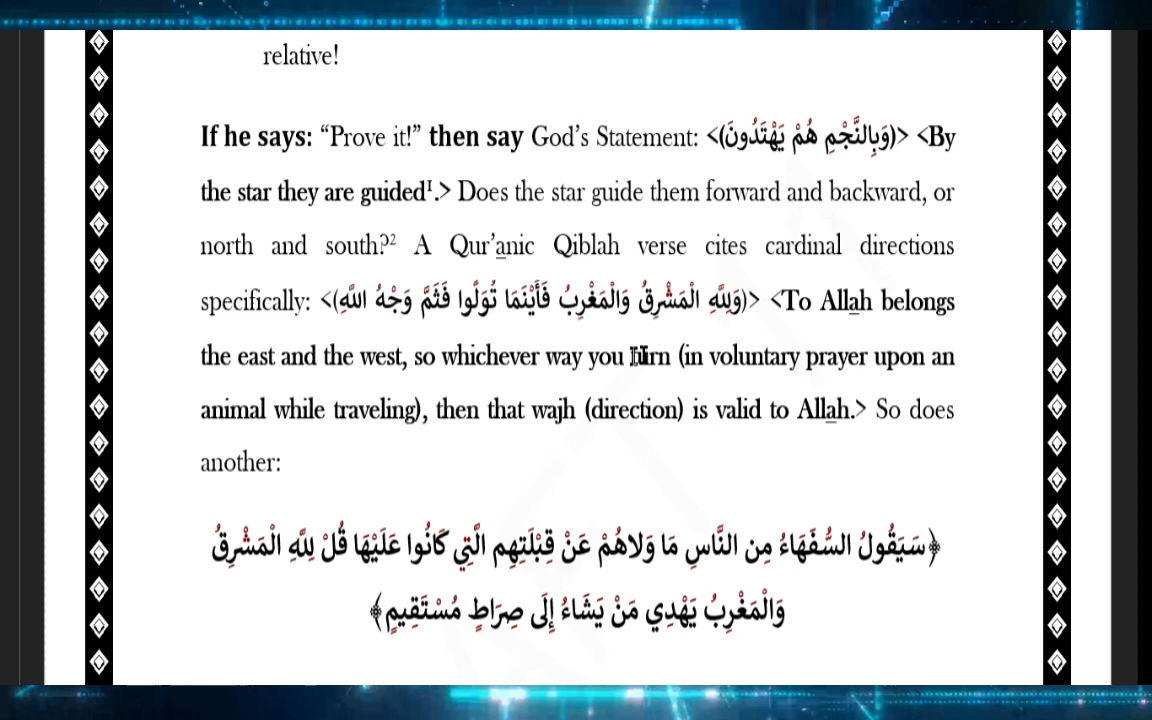 relative!
If he says: “Prove it!” then say God’s Statement: <(وَبِالنَّجْمِ هُمْ يَهْتَدُونَ)> <By
the star they are guided¹.> Does the star guide them forward and backward, or
north and south?² A Qur’anic Qiblah verse cites cardinal directions
specifically: <(وَلِلَّهِ الْمَشْرِقُ وَالْمَغْرِبُ فَأَيْنَمَا تُوَلُّوا فَثَمَّ وَجْهُ اللَّهِ)> <To Allah belongs
the east and the west, so whichever way you turn (in voluntary prayer upon an
animal while traveling), then that wajh (direction) is valid to Allah.> So does
another:
﴿سَيَقُولُ السُّفَهَاءُ مِن النَّاسِ مَا وَلاهُمْ عَنْ قِبْلَتِهِم الَّتِي كَانُوا عَلَيْهَا قُلْ لِلَّهِ الْمَشْرِقُ
وَالْمَغْرِبُ يَهْدِي مَنْ يَشَاءُ إِلَى صِرَاطٍ مُسْتَقِيمٍ﴾